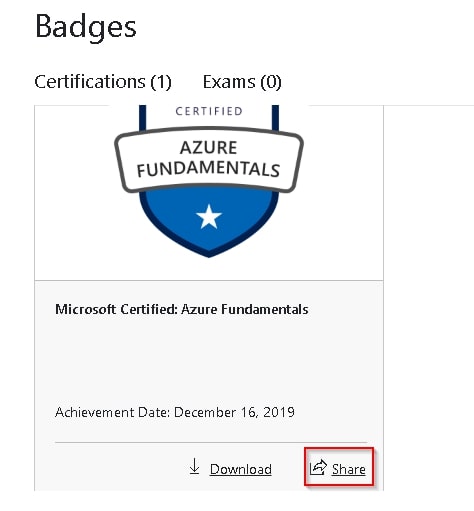 Badges
Certifications (1) Exams (0)
CERTIFIED
AZURE
FUNDAMENTALS
Microsoft Certified: Azure Fundamentals
Achievement Date: December 16, 2019
Download Share